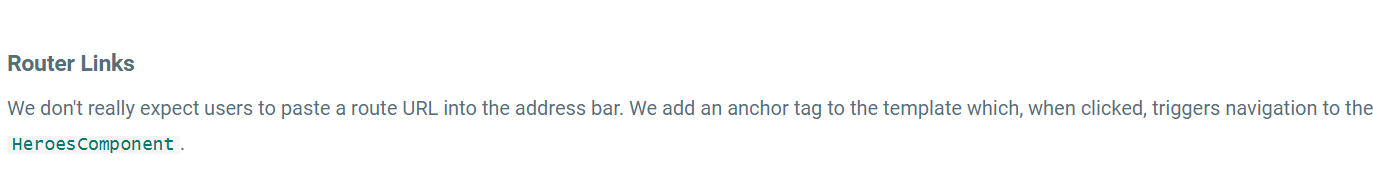 Router Links
We don't really expect users to paste a route URL into the address bar. We add an anchor tag to the template which, when clicked, triggers navigation to the
HeroesComponent .